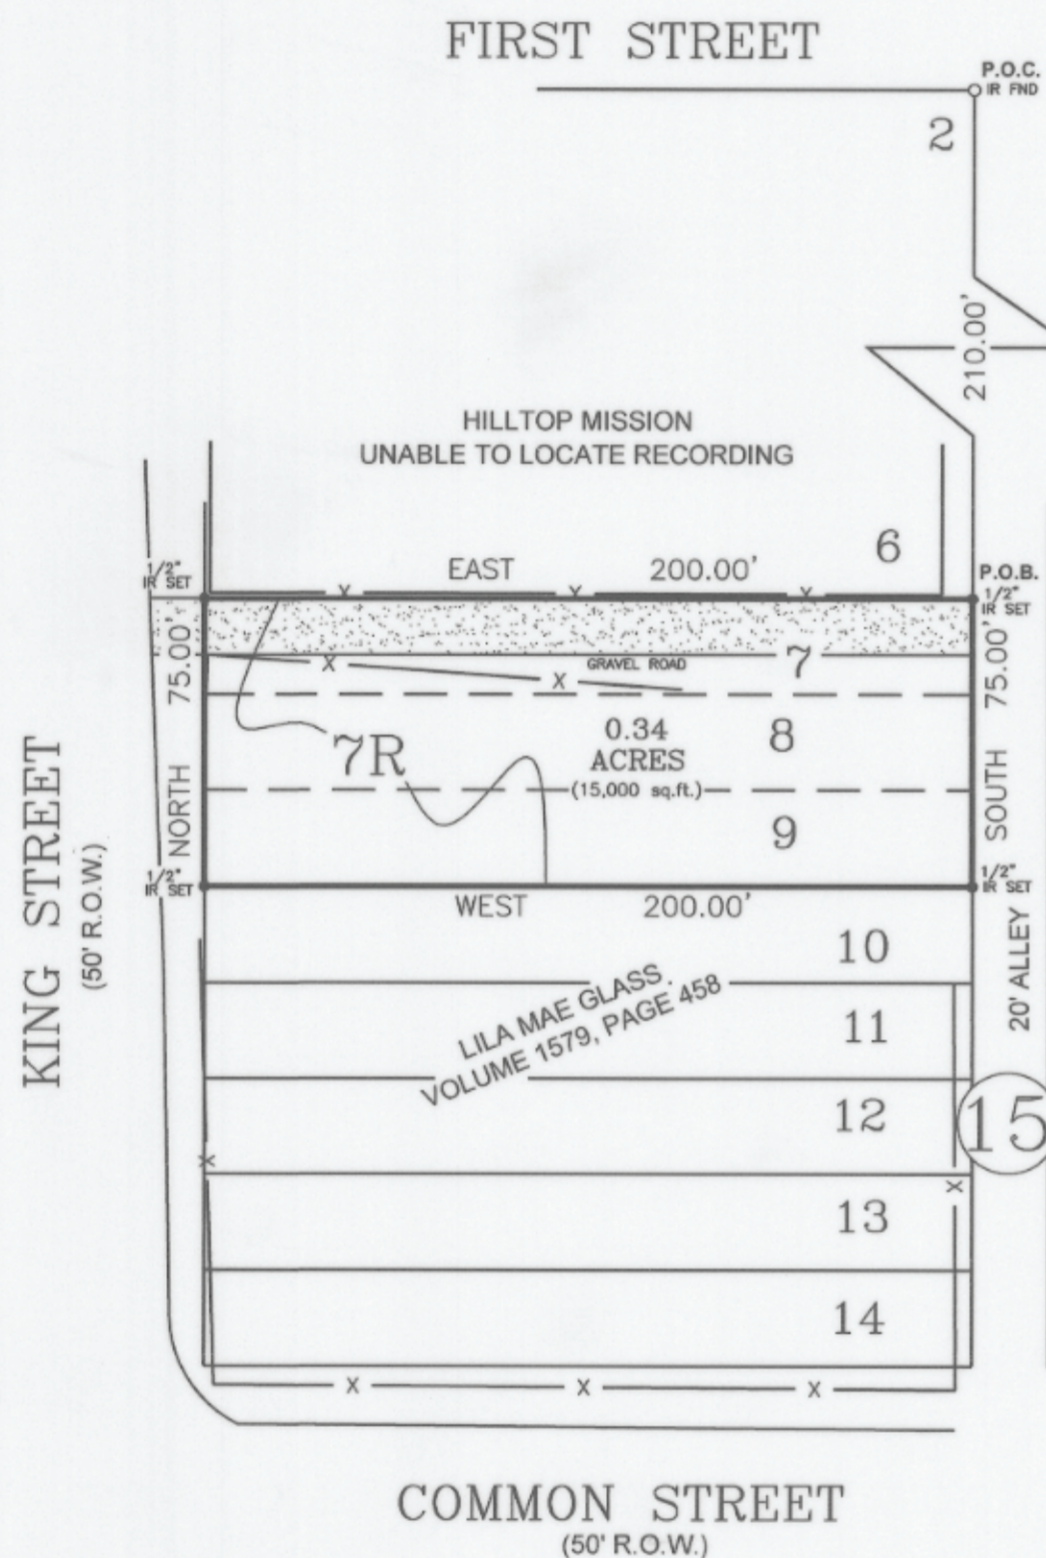 FIRST STREET
P.O.C.
IR FND
2
210.00'
HILLTOP MISSION
UNABLE TO LOCATE RECORDING
6
1/2"
IR SET
EAST 200.00'
P.O.B.
1/2"
IR SET
X X X
75.00'
NORTH
GRAVEL ROAD
7
X X
75.00'
SOUTH
0.34
ACRES
(15,000 sq.ft.)
8
7R
9
1/2"
IR SET
WEST 200.00'
1/2"
IR SET
KING STREET
(50' R.O.W.)
10
20' ALLEY
LILA MAE GLASS
VOLUME 1579, PAGE 458
11
12
15
X
X
13
14
X X X
COMMON STREET
(50' R.O.W.)